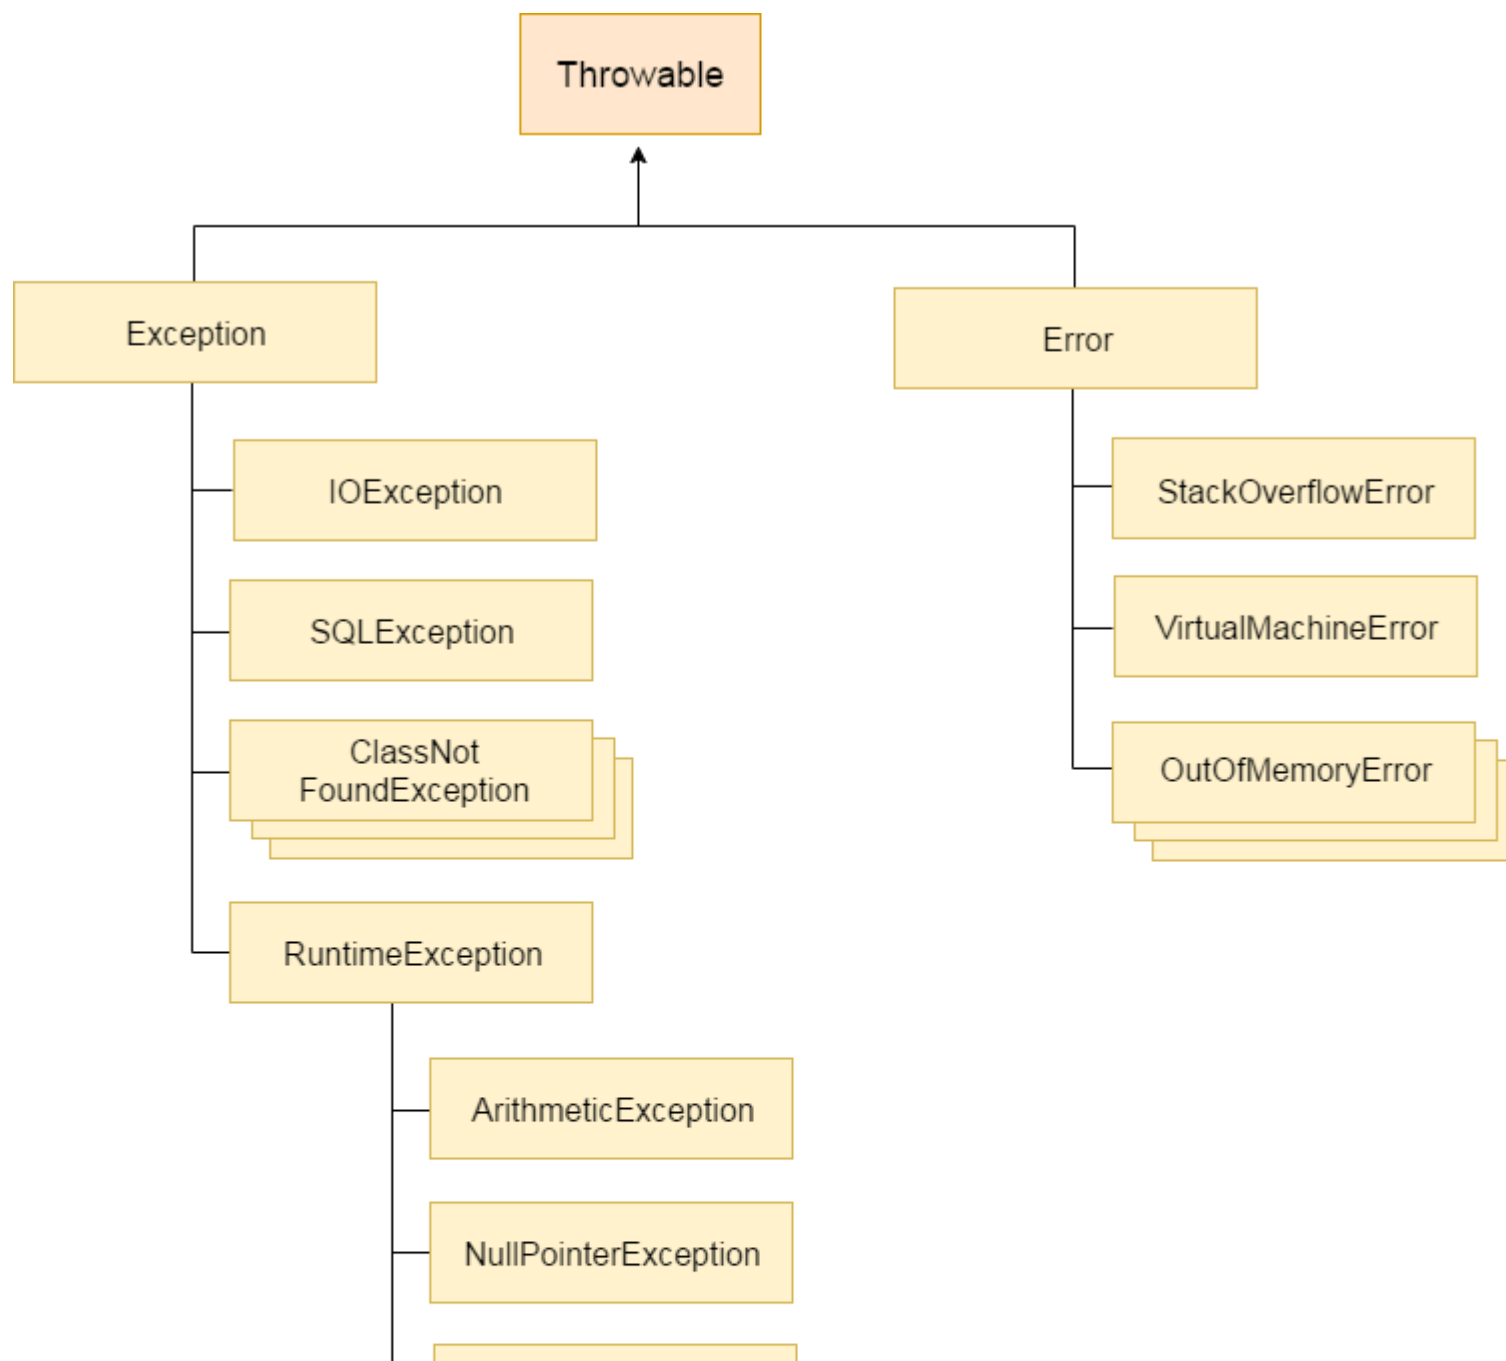 Throwable
Exception
Error
IOException
StackOverflowError
SQLException
VirtualMachineError
ClassNot
FoundException
OutOfMemoryError
RuntimeException
ArithmeticException
NullPointerException